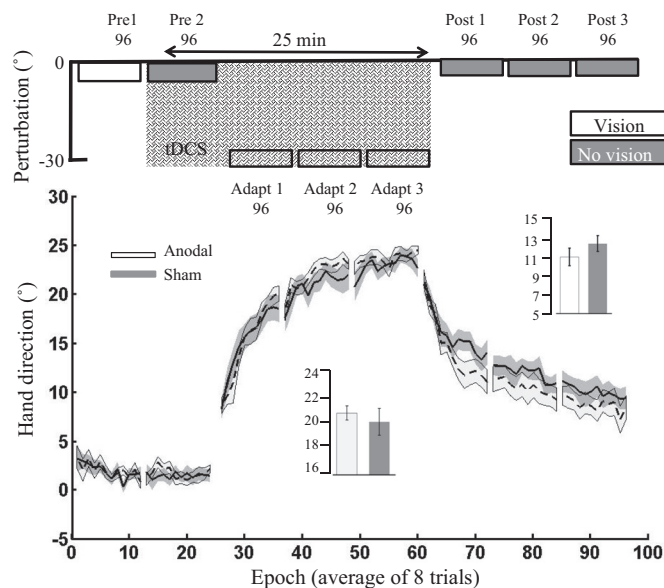 Pre1 Pre 2 Post 1 Post 2 Post 3
96 96 25 min 96 96 96
0
Perturbation (°)
tDCS
-30
Vision
No vision
Adapt 1 Adapt 2 Adapt 3
96 96 96
30
25
20
15
10
5
0
-5
Hand direction (°)
Anodal
Sham
15
13
11
9
7
5
24
22
20
18
16
0 10 20 30 40 50 60 70 80 90 100
Epoch (average of 8 trials)